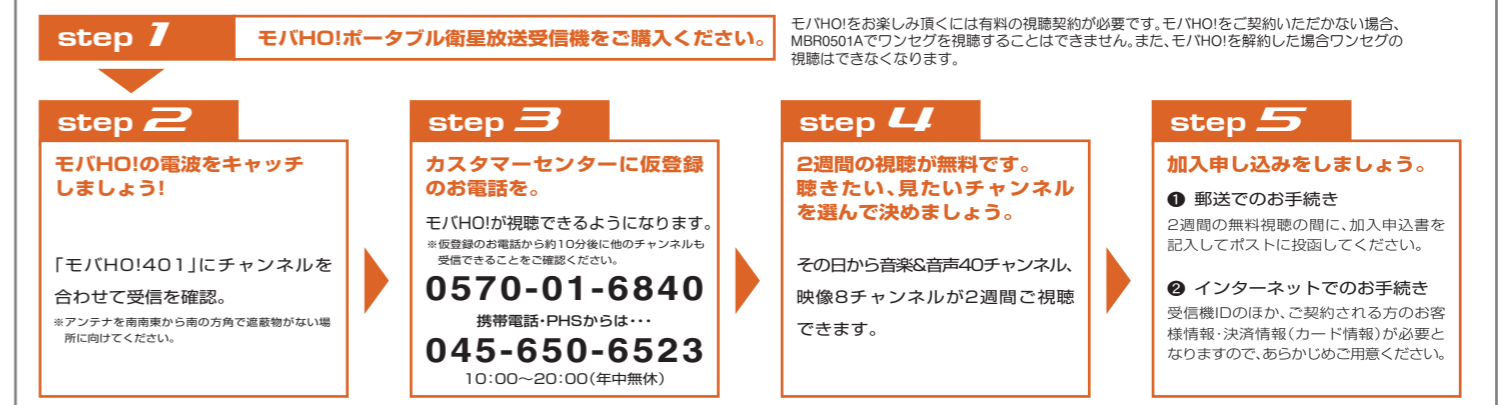 step 1
モバHO!ポータブル衛星放送受信機をご購入ください。
モバHO!をお楽しみ頂くには有料の視聴契約が必要です。モバHO!をご契約いただかない場合、
MBR0501Aでワンセグを視聴することはできません。また、モバHO!を解約した場合ワンセグの
視聴はできなくなります。
step 2
モバHO!の電波をキャッチ
しましょう!
「モバHO!401」にチャンネルを
合わせて受信を確認。
※アンテナを南南東から南の方角で遮蔽物がない場
所に向けてください。
step 3
カスタマーセンターに仮登録
のお電話を。
モバHO!が視聴できるようになります。
※仮登録のお電話から約10分後に他のチャンネルも
受信できることをご確認ください。
0570-01-6840
携帯電話・PHSからは・・・
045-650-6523
10:00〜20:00(年中無休)
step 4
2週間の視聴が無料です。
聴きたい、見たいチャンネル
を選んで決めましょう。
その日から音楽&音声40チャンネル、
映像8チャンネルが2週間ご視聴
できます。
step 5
加入申し込みをしましょう。
❶ 郵送でのお手続き
2週間の無料視聴の間に、加入申込書を
記入してポストに投函してください。
❷ インターネットでのお手続き
受信機IDのほか、ご契約される方のお客
様情報・決済情報(カード情報)が必要と
なりますので、あらかじめご用意ください。